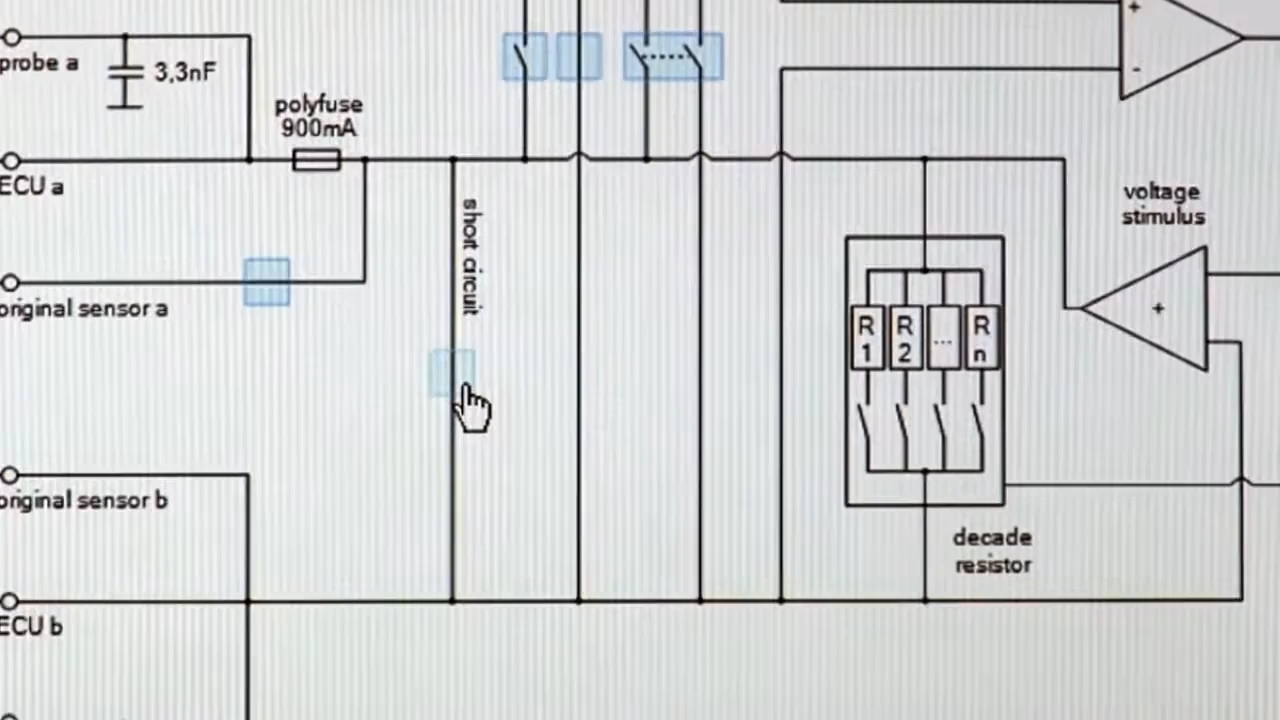 probe a
3,3nF
polyfuse
900mA
ECU a
original sensor a
short circuit
original sensor b
ECU b
+
-
voltage
stimulus
+
R
1
R
2
...
R
n
decade
resistor